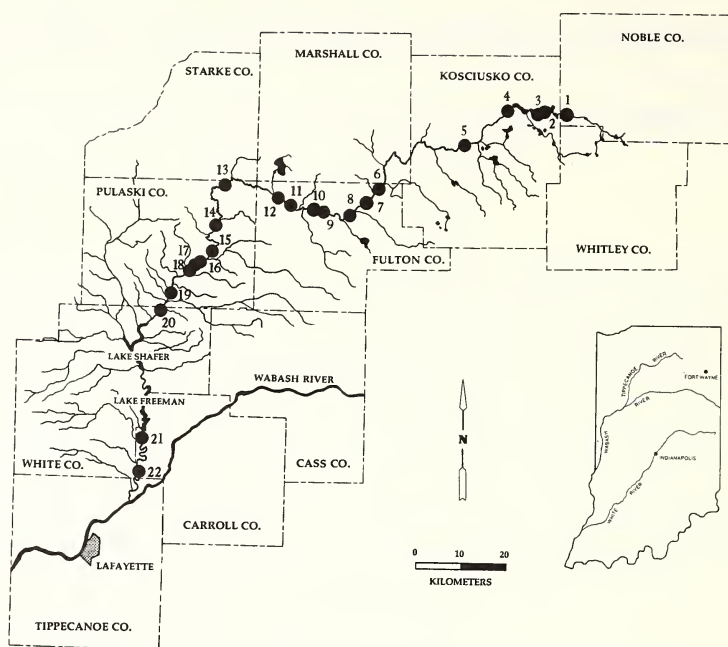 NOBLE CO.
MARSHALL CO.
KOSCIUSKO CO.
STARKE CO.
4
3
1
2
5
13
6
PULASKI CO.
12
11
10
9
8
7
14
17
15
18
16
FULTON CO.
WHITLEY CO.
19
20
LAKE SHAFER
WABASH RIVER
LAKE FREEMAN
N
21
WHITE CO.
22
CASS CO.
CARROLL CO.
LAFAYETTE
0 10 20
KILOMETERS
TIPPECANOE CO.
TIPPECANOE RIVER
FORT WAYNE
WABASH RIVER
INDIANAPOLIS
WHITE RIVER